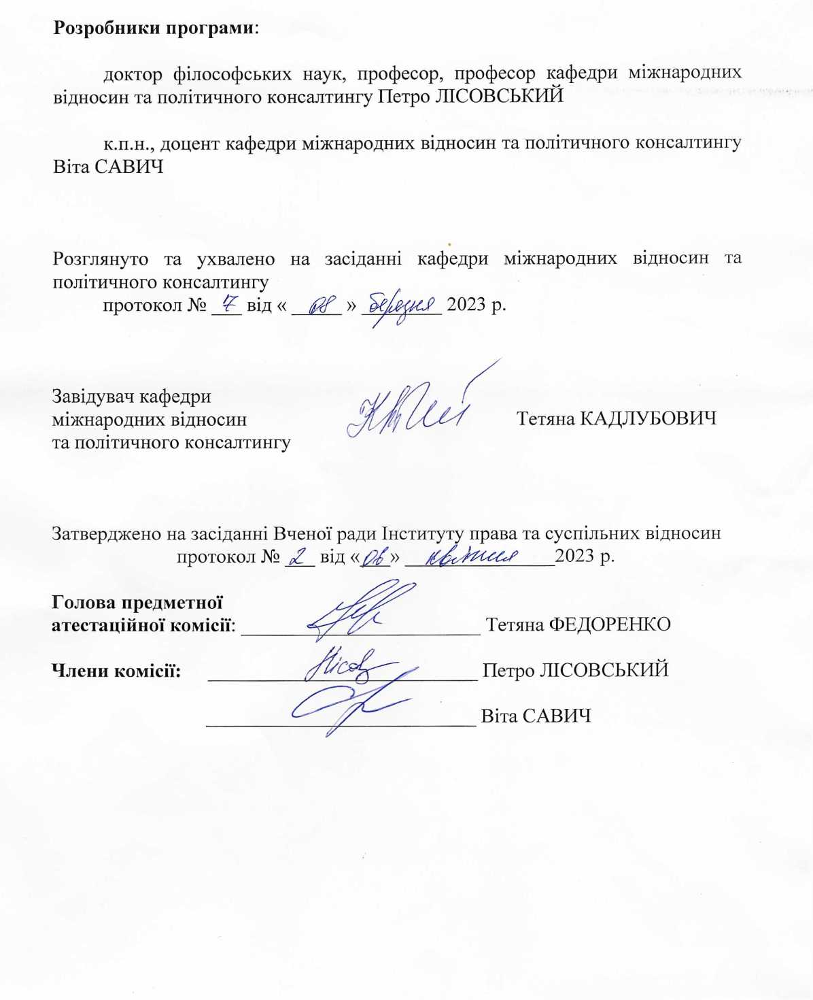 Розробники програми:
доктор філософських наук, професор, професор кафедри міжнародних
відносин та політичного консалтингу Петро ЛІСОВСЬКИЙ
к.п.н., доцент кафедри міжнародних відносин та політичного консалтингу
Віта САВИЧ
Розглянуто та ухвалено на засіданні кафедри міжнародних відносин та
політичного консалтингу
протокол № 7 від « 08 » березня 2023 р.
Завідувач кафедри
міжнародних відносин
та політичного консалтингу
Тетяна КАДЛУБОВИЧ
Затверджено на засіданні Вченої ради Інституту права та суспільних відносин
протокол № 2 від «06» квітня 2023 р.
Голова предметної
атестаційної комісії: Тетяна ФЕДОРЕНКО
Члени комісії: Петро ЛІСОВСЬКИЙ
Віта САВИЧ